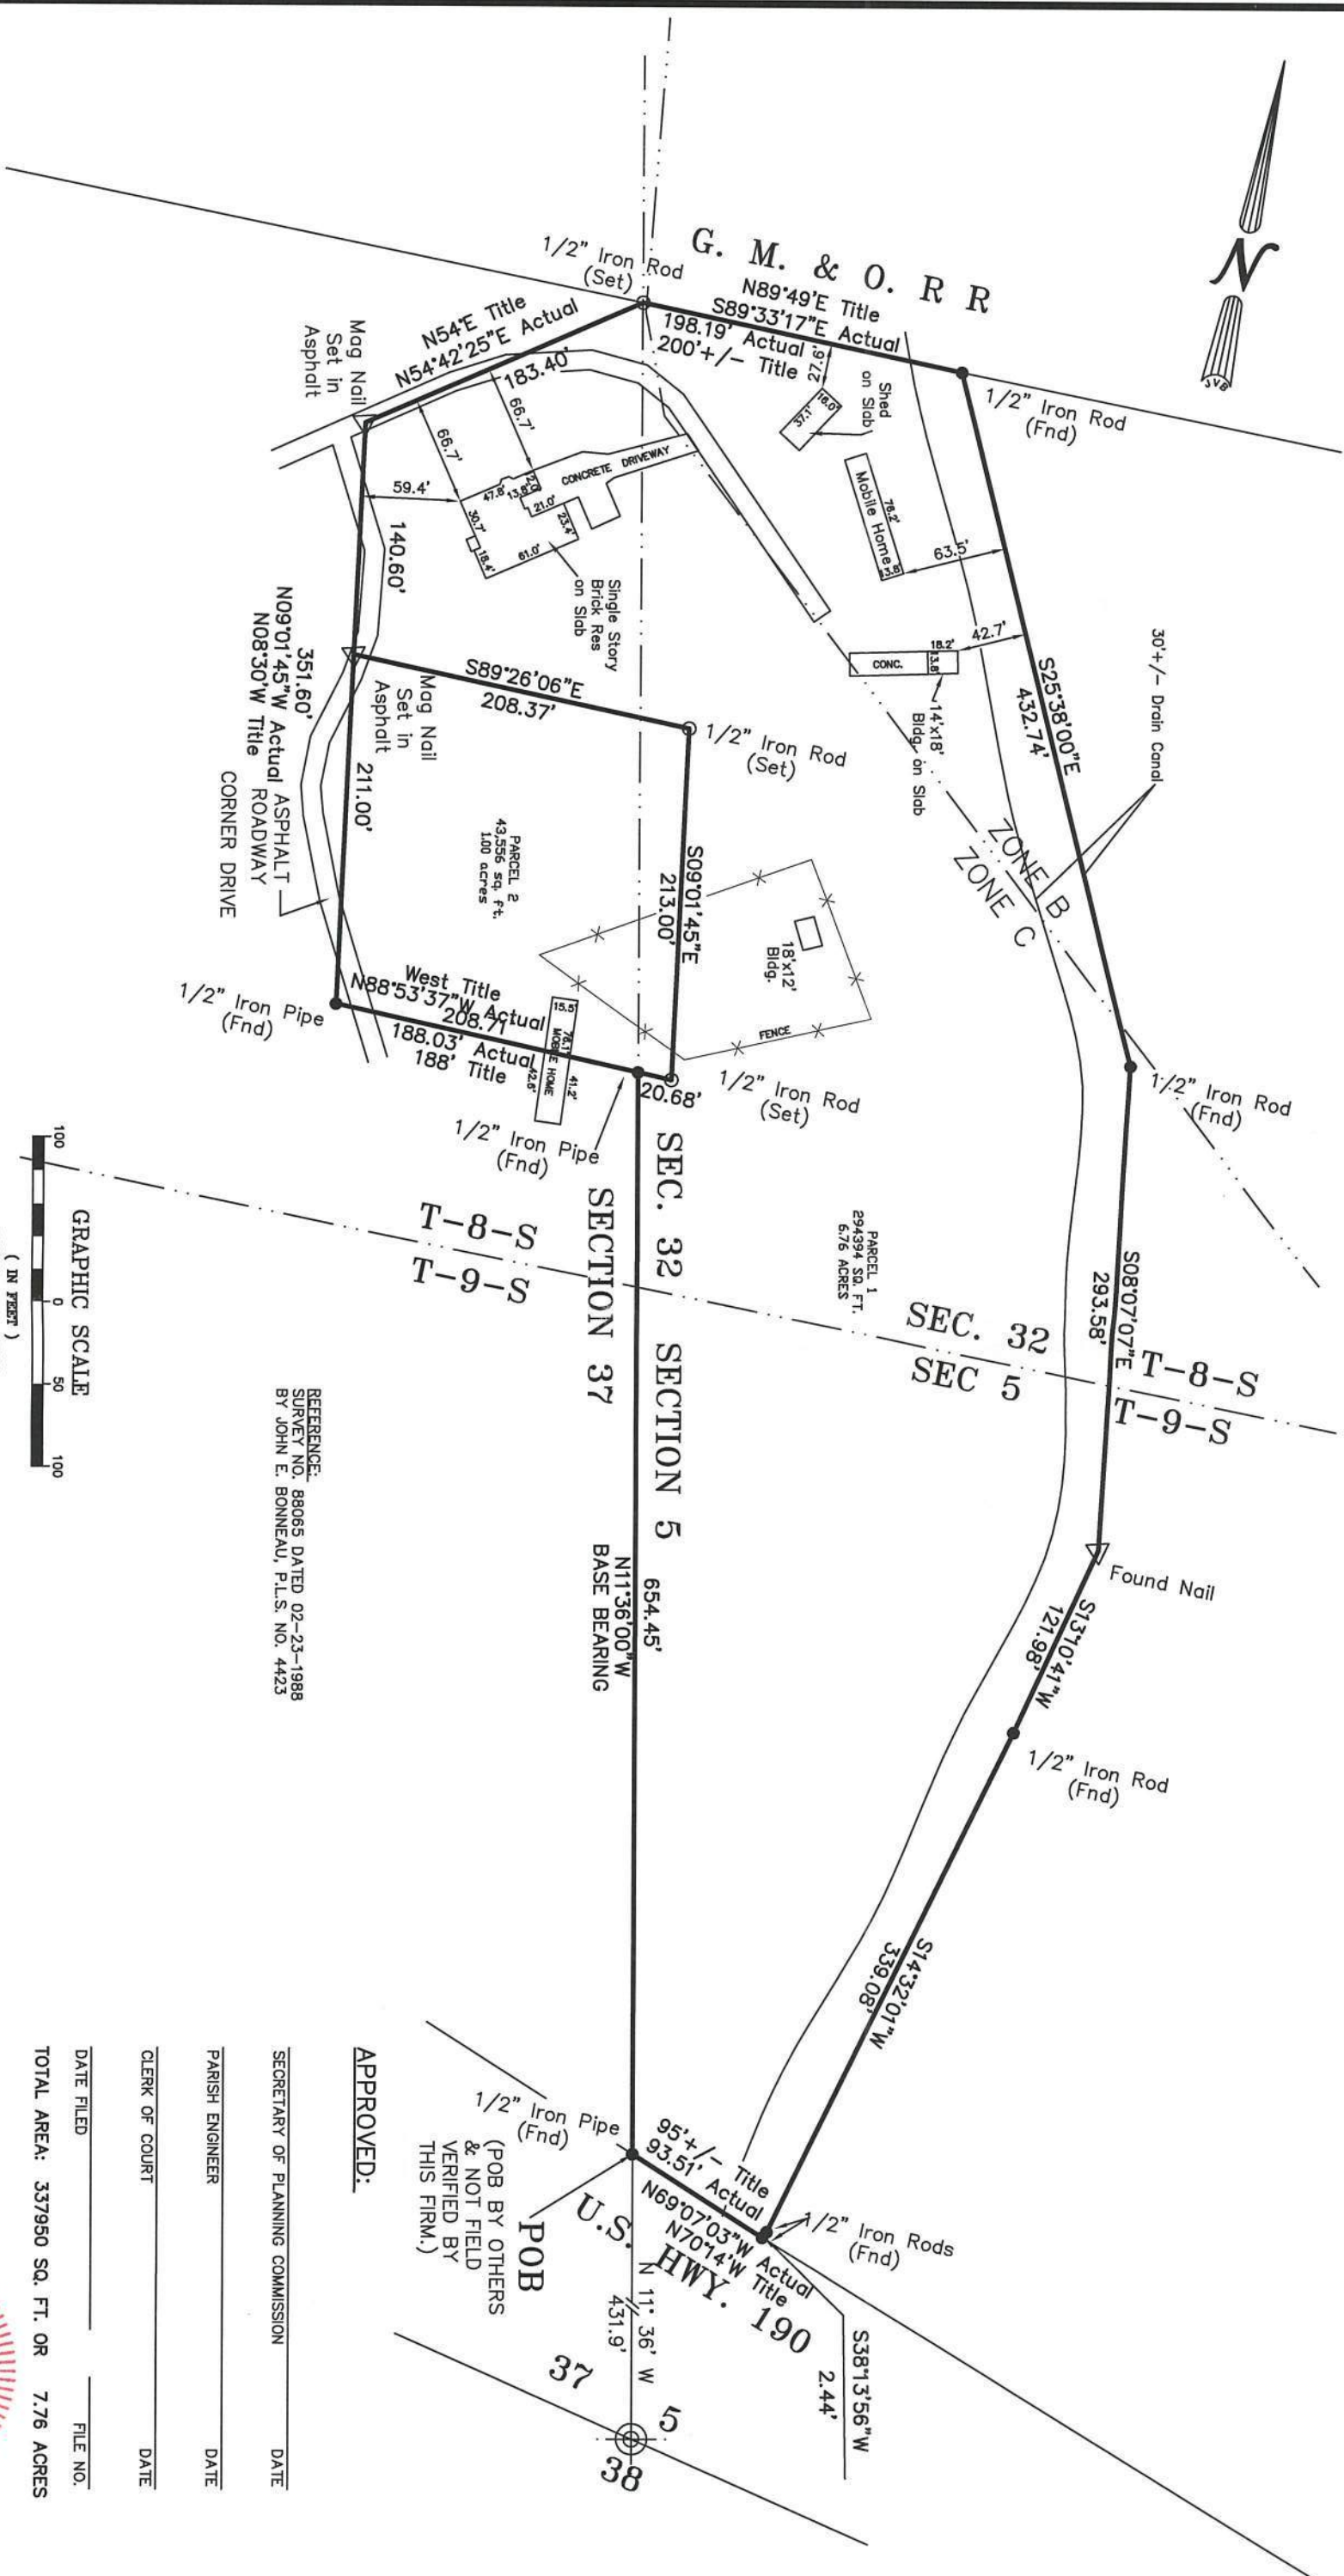 N
SVB
G. M. & O. R R
N89°49'E Title
S89°33'17"E Actual
198.19' Actual
200'+/- Title
1/2" Iron Rod
(Set)
1/2" Iron Rod
(Fnd)
N54°E Title
N54°42'25"E Actual
183.40'
Mag Nail
Set in
Asphalt
27.6'
Shed
on Slab
16.0'
37.1'
Mobile Home
76.2'
13.8'
63.5'
42.7'
18.2'
13.8'
CONC.
14'x18'
Bldg. on Slab
30'+/- Drain Canal
S25°38'00"E
432.74'
ZONE B
ZONE C
66.7'
66.7'
59.4'
CONCRETE DRIVEWAY
47.8'
21.0'
23.4'
30.7'
18.4'
61.0'
Single Story
Brick Res
on Slab
140.60'
S89°26'06"E
208.37'
Mag Nail
Set in
Asphalt
1/2" Iron Rod
(Set)
351.60'
N09°01'45"W Actual
N08°30'W Title
ASPHALT
ROADWAY
CORNER DRIVE
211.00'
PARCEL 2
43,556 sq. ft.
1.00 acres
S09°01'45"E
213.00'
18'x12'
Bldg.
FENCE
West Title
N88°53'37"W Actual
208.71'
188.03' Actual
188' Title
15.5'
76.1'
MOBILE HOME
41.2'
42.6'
20.68'
1/2" Iron Pipe
(Fnd)
1/2" Iron Pipe
(Fnd)
1/2" Iron Rod
(Set)
1/2" Iron Rod
(Fnd)
SEC. 32
SECTION 5
SECTION 37
T-8-S
T-9-S
PARCEL 1
294394 SQ. FT.
6.76 ACRES
SEC. 32
SEC 5
T-8-S
T-9-S
S08°07'07"E
293.58'
Found Nail
S13°10'41"W
121.98'
1/2" Iron Rod
(Fnd)
S14°32'01"W
339.08'
654.45'
N11°36'00"W
BASE BEARING
GRAPHIC SCALE
100 0 50 100
( IN FEET )
REFERENCE:
SURVEY NO. 88065 DATED 02-23-1988
BY JOHN E. BONNEAU, P.L.S. NO. 4423
1/2" Iron Pipe
(Fnd)
95'+/- Title
93.51' Actual
N69°07'03"W Actual
N70°14'W Title
1/2" Iron Rods
(Fnd)
S38°13'56"W
2.44'
U.S. HWY. 190
POB
(POB BY OTHERS
& NOT FIELD
VERIFIED BY
THIS FIRM.)
N 11° 36' W
431.9'
37
5
38
APPROVED:
SECRETARY OF PLANNING COMMISSION DATE
PARISH ENGINEER DATE
CLERK OF COURT DATE
DATE FILED FILE NO.
TOTAL AREA: 337950 SQ. FT. OR 7.76 ACRES